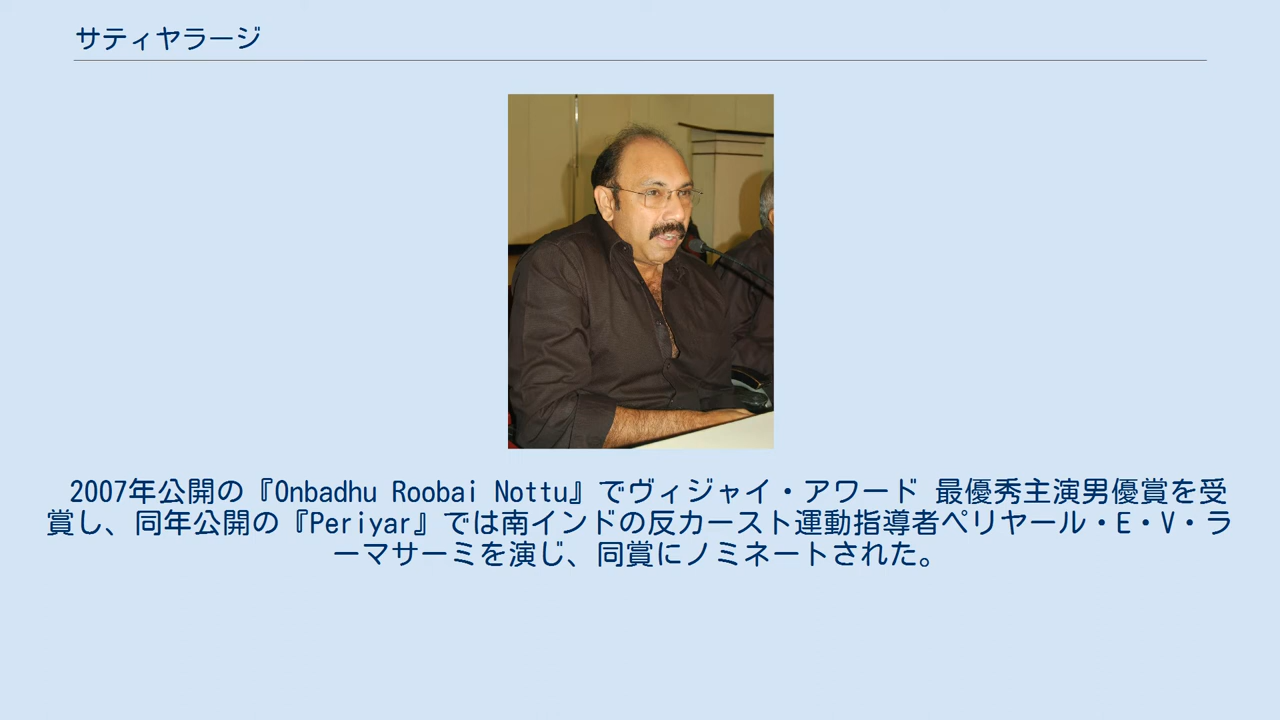 サティヤラージ
2007年公開の『Onbadhu Roobai Nottu』でヴィジャイ・アワード 最優秀主演男優賞を受
賞し、同年公開の『Periyar』では南インドの反カースト運動指導者ペリヤール・E・V・ラ
ーマサーミを演じ、同賞にノミネートされた。